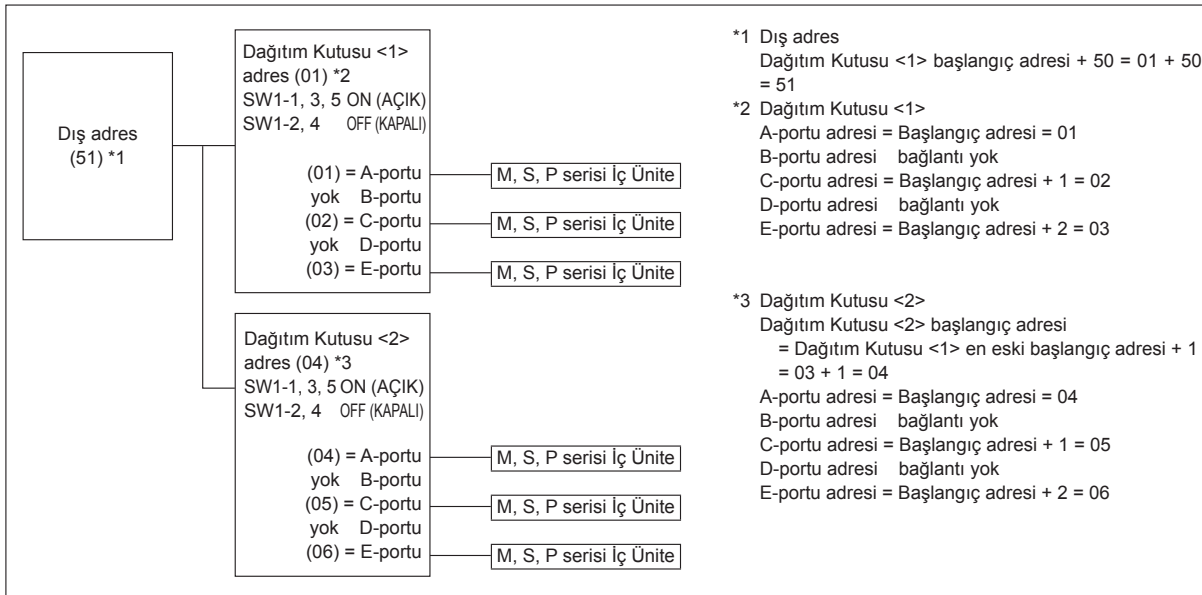 Dış adres
(51) *1
Dağıtım Kutusu <1>
adres (01) *2
SW1-1, 3, 5 ON (AÇIK)
SW1-2, 4 OFF (KAPALI)
(01) = A-portu
yok B-portu
(02) = C-portu
yok D-portu
(03) = E-portu
M, S, P serisi İç Ünite
M, S, P serisi İç Ünite
M, S, P serisi İç Ünite
Dağıtım Kutusu <2>
adres (04) *3
SW1-1, 3, 5 ON (AÇIK)
SW1-2, 4 OFF (KAPALI)
(04) = A-portu
yok B-portu
(05) = C-portu
yok D-portu
(06) = E-portu
M, S, P serisi İç Ünite
M, S, P serisi İç Ünite
M, S, P serisi İç Ünite
*1 Dış adres
Dağıtım Kutusu <1> başlangıç adresi + 50 = 01 + 50
= 51
*2 Dağıtım Kutusu <1>
A-portu adresi = Başlangıç adresi = 01
B-portu adresi bağlantı yok
C-portu adresi = Başlangıç adresi + 1 = 02
D-portu adresi bağlantı yok
E-portu adresi = Başlangıç adresi + 2 = 03
*3 Dağıtım Kutusu <2>
Dağıtım Kutusu <2> başlangıç adresi
= Dağıtım Kutusu <1> en eski başlangıç adresi + 1
= 03 + 1 = 04
A-portu adresi = Başlangıç adresi = 04
B-portu adresi bağlantı yok
C-portu adresi = Başlangıç adresi + 1 = 05
D-portu adresi bağlantı yok
E-portu adresi = Başlangıç adresi + 2 = 06